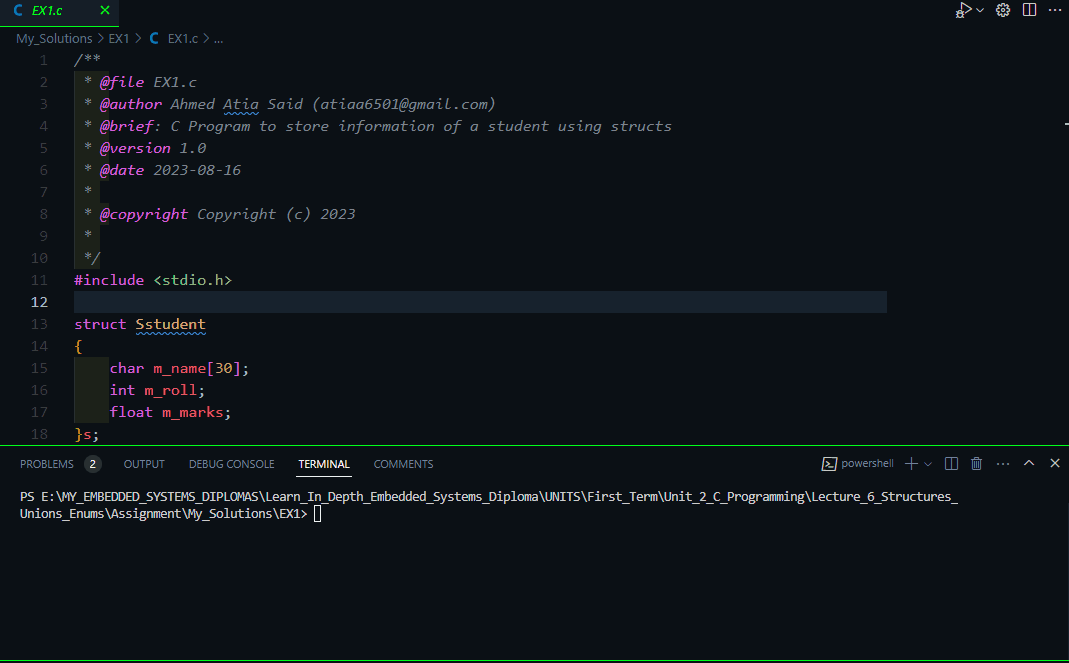 C EX1.c ×
My_Solutions > EX1 > C EX1.c > ...
1 /**
2 * @file EX1.c
3 * @author Ahmed Atia Said (atiaa6501@gmail.com)
4 * @brief: C Program to store information of a student using structs
5 * @version 1.0
6 * @date 2023-08-16
7 *
8 * @copyright Copyright (c) 2023
9 *
10 */
11 #include <stdio.h>
12
13 struct Sstudent
14 {
15 char m_name[30];
16 int m_roll;
17 float m_marks;
18 }s;
PROBLEMS 2 OUTPUT DEBUG CONSOLE TERMINAL COMMENTS powershell
PS E:\MY_EMBEDDED_SYSTEMS_DIPLOMAS\Learn_In_Depth_Embedded_Systems_Diploma\UNITS\First_Term\Unit_2_C_Programming\Lecture_6_Structures_
Unions_Enums\Assignment\My_Solutions\EX1>